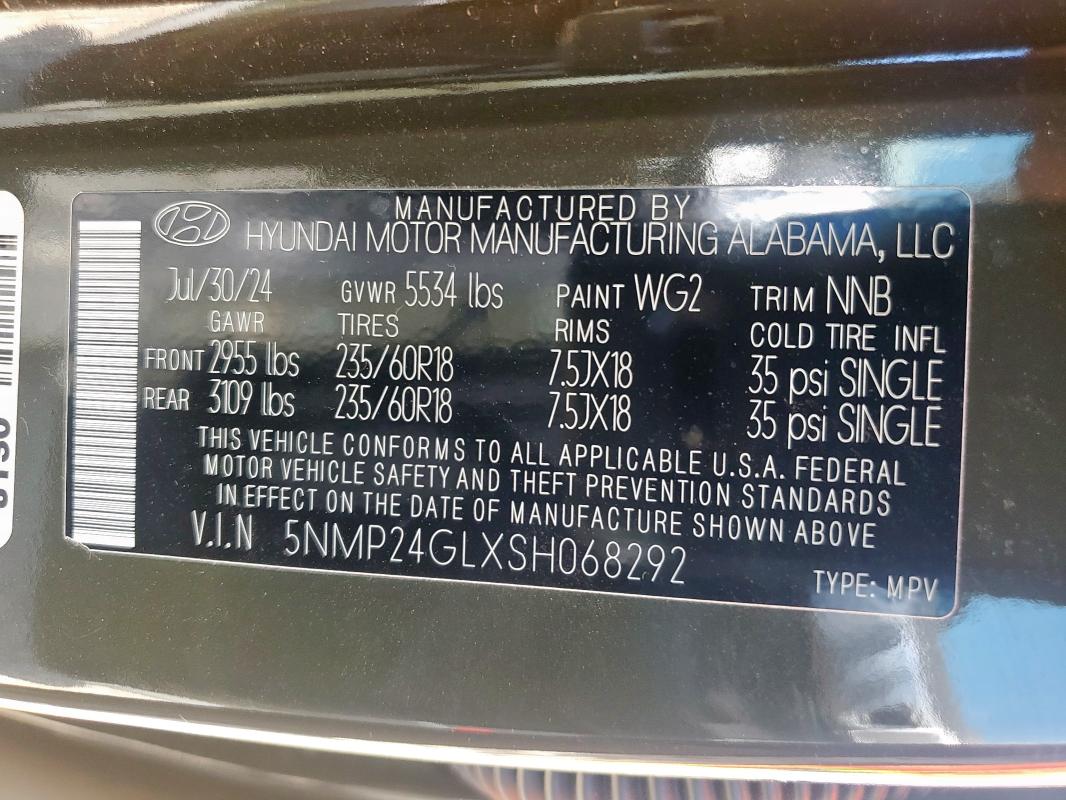 MANUFACTURED BY
HYUNDAI MOTOR MANUFACTURING ALABAMA, LLC
Jul/30/24 GVWR 5534 lbs PAINT WG2 TRIM NNB
GAWR TIRES RIMS COLD TIRE INFL
FRONT 2955 lbs 235/60R18 7.5JX18 35 psi SINGLE
REAR 3109 lbs 235/60R18 7.5JX18 35 psi SINGLE
THIS VEHICLE CONFORMS TO ALL APPLICABLE U.S.A. FEDERAL
MOTOR VEHICLE SAFETY AND THEFT PREVENTION STANDARDS
IN EFFECT ON THE DATE OF MANUFACTURE SHOWN ABOVE
V.I.N 5NMP24GLXSH068292
TYPE: MPV